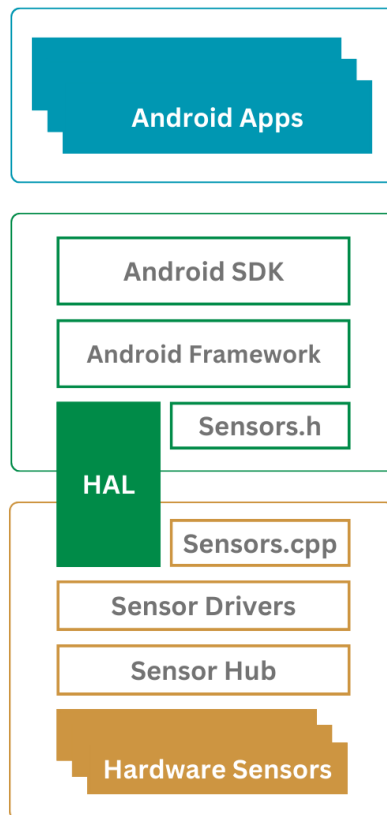 Android Apps
Android SDK
Android Framework
Sensors.h
HAL
Sensors.cpp
Sensor Drivers
Sensor Hub
Hardware Sensors